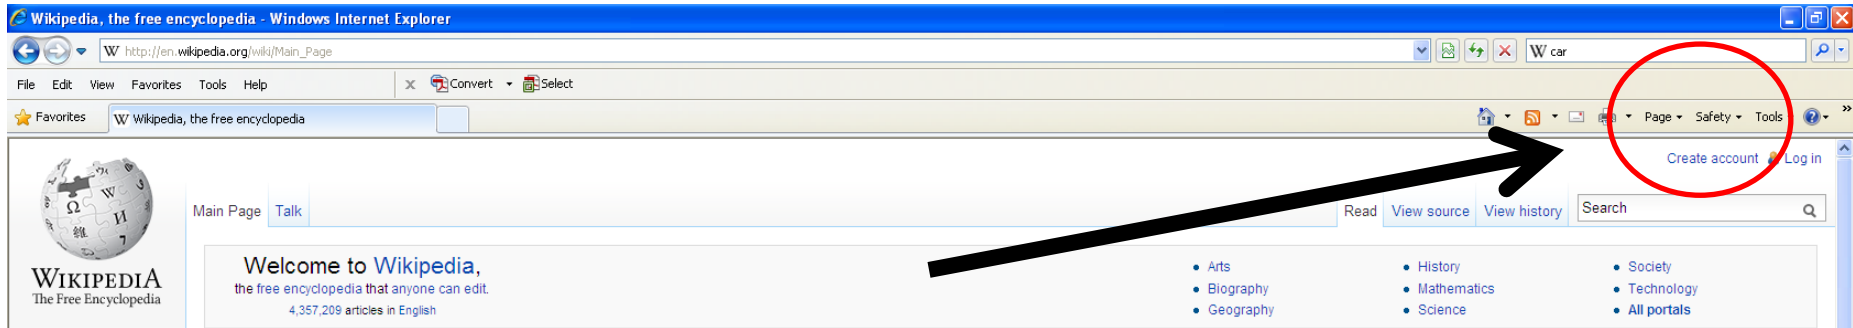 Wikipedia, the free encyclopedia - Windows Internet Explorer
W http://en.wikipedia.org/wiki/Main_Page W car
File Edit View Favorites Tools Help x Convert Select
Favorites W Wikipedia, the free encyclopedia Page Safety Tools »
Create account Log in
Main Page Talk Read View source View history Search
Ω W И 維 7
WIKIPEDIA
The Free Encyclopedia
Welcome to Wikipedia,
the free encyclopedia that anyone can edit.
4,357,209 articles in English
• Arts
• Biography
• Geography
• History
• Mathematics
• Science
• Society
• Technology
• All portals